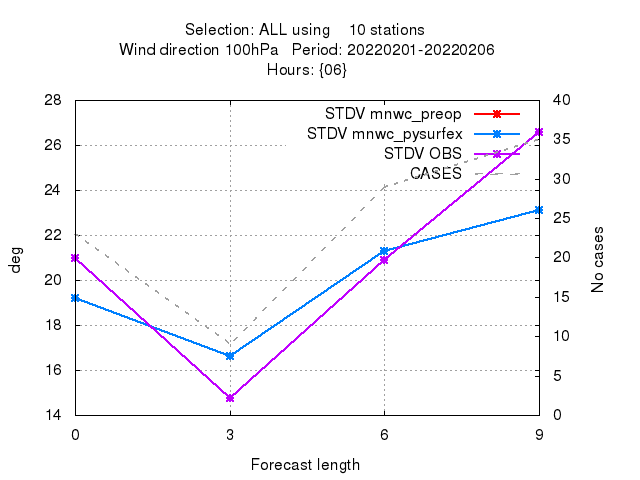 Selection: ALL using    10 stations
Wind direction 100hPa   Period: 20220201-20220206
Hours: {06}
28 40
STDV mnwc_preop
STDV mnwc_pysurfex
STDV OBS
CASES
26 35
24 30
22 25
20 20
18 15
16 10
14 5
0
deg
No cases
0 3 6 9
Forecast length